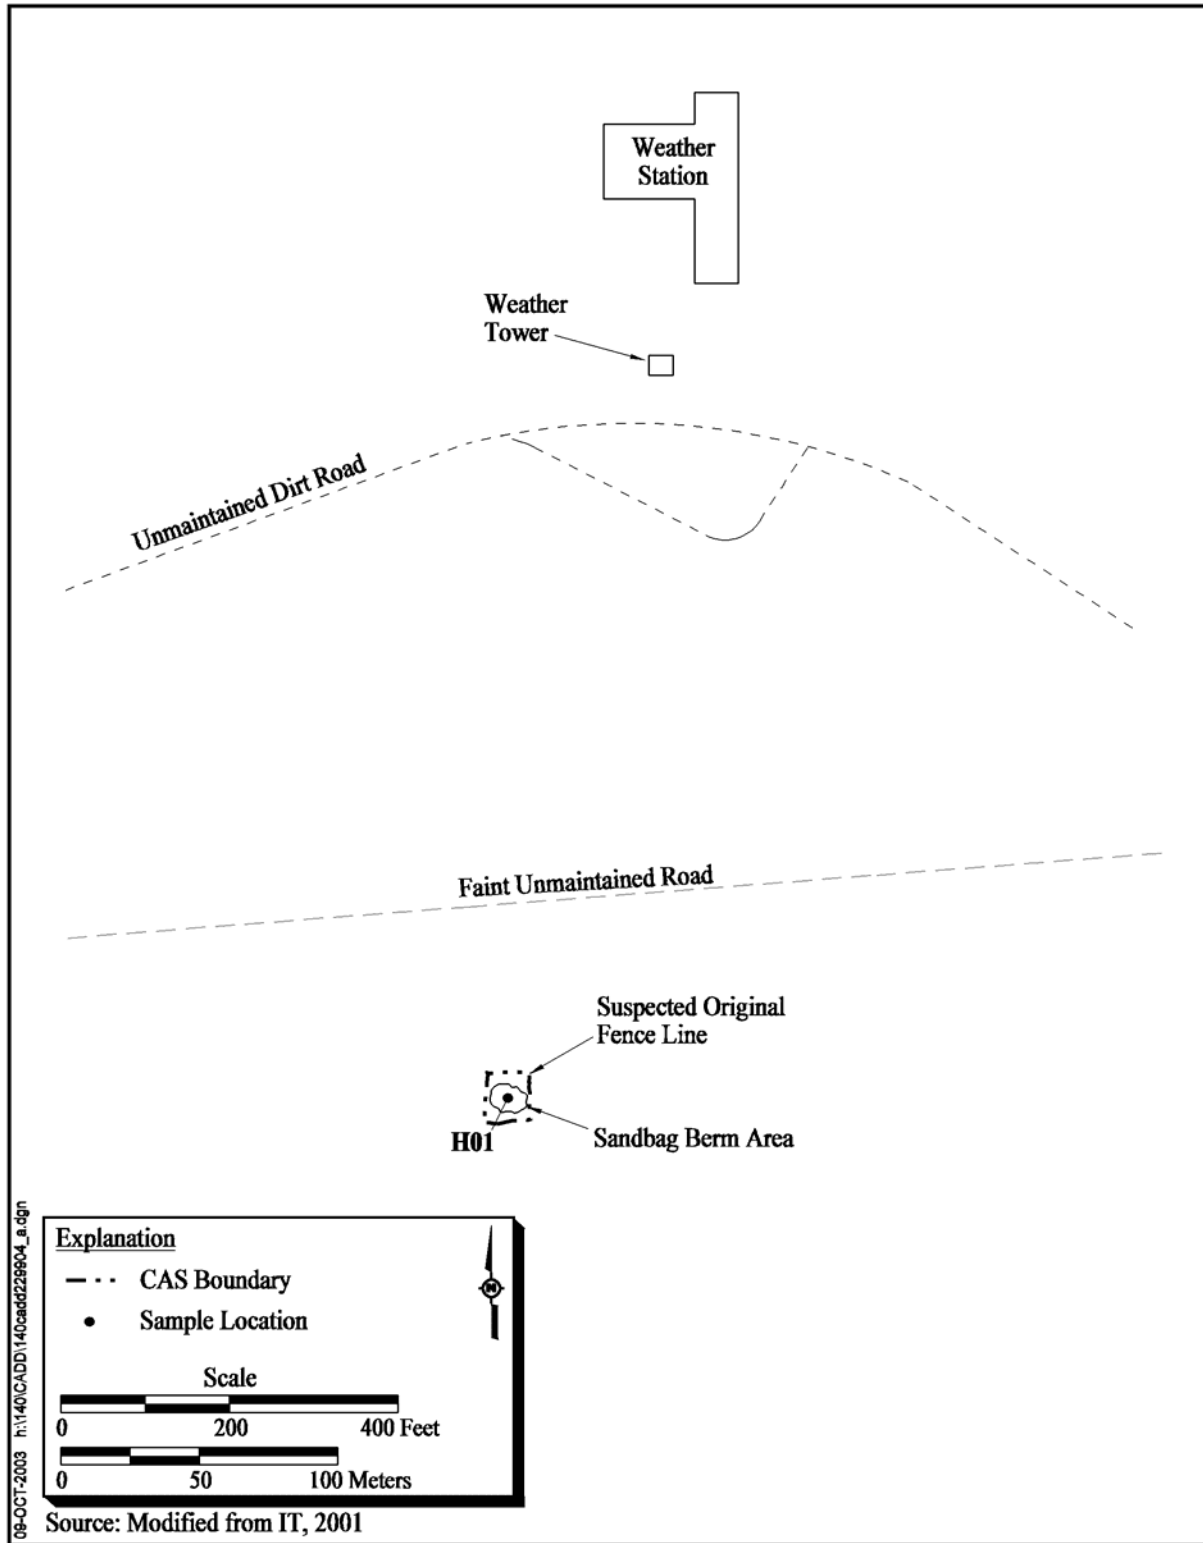 Weather
Station
Weather
Tower
Unmaintained Dirt Road
Faint Unmaintained Road
Suspected Original
Fence Line
Sandbag Berm Area
H01
Explanation
CAS Boundary
Sample Location
N
Scale
0 200 400 Feet
0 50 100 Meters
Source: Modified from IT, 2001
09-OCT-2003 h:\140\CADD\140cadd229904_a.dgn